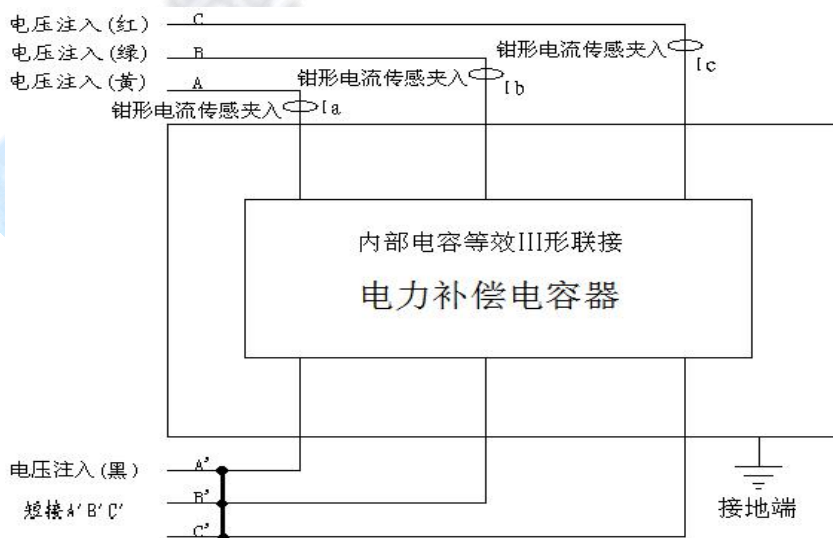 电压注入(红) C
电压注入(绿) B
钳形电流传感夹入 Ic
电压注入(黄) A
钳形电流传感夹入 Ib
钳形电流传感夹入 Ia
内部电容等效III形联接
电力补偿电容器
电压注入(黑) A'
B'
短接A'B'C'
接地端
C'